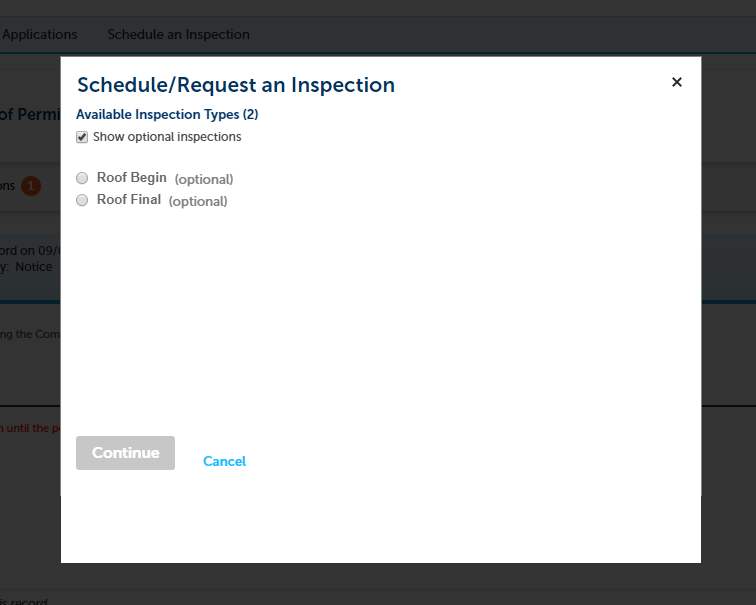 Applications Schedule an Inspection
Schedule/Request an Inspection
×
of Permi
Available Inspection Types (2)
Show optional inspections
ons 1
Roof Begin (optional)
Roof Final (optional)
ord on 09/
y: Notice
ng the Com
n until the p
Continue Cancel
is record